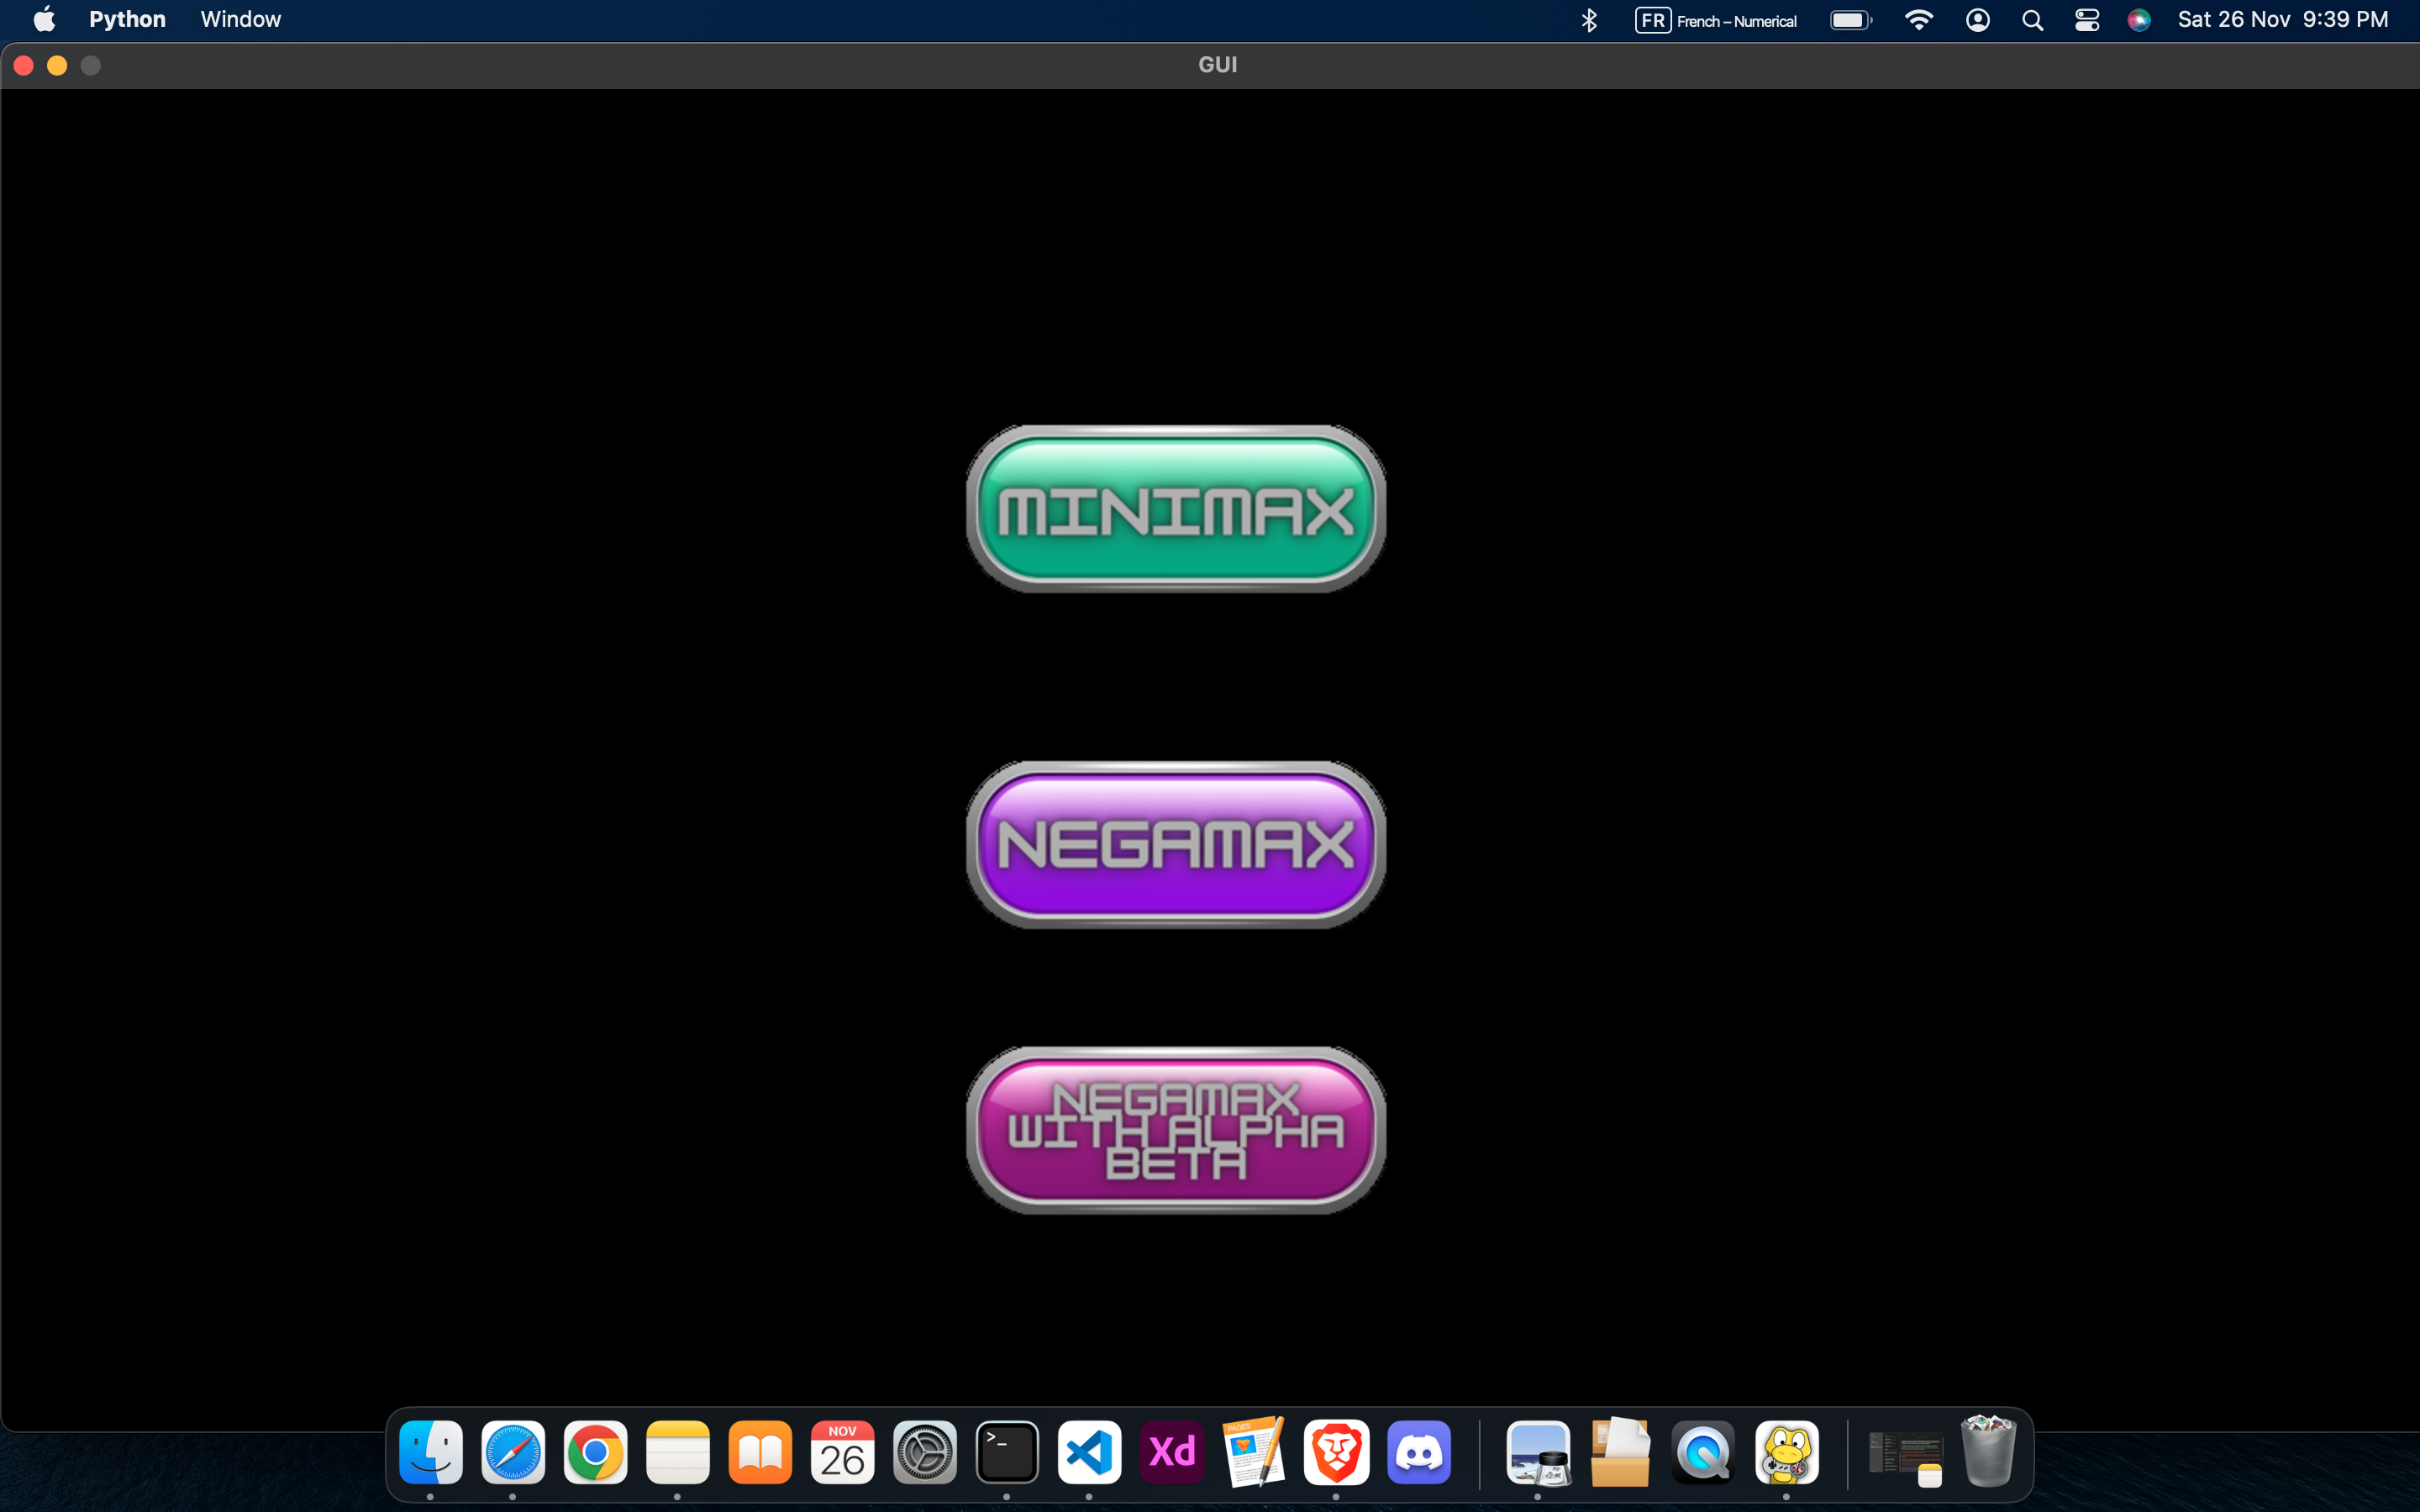 Python Window FR French – Numerical Sat 26 Nov 9:39 PM
GUI
MINIMAX
NEGAMAX
NEGAMAX
WITH ALPHA
BETA
NOV
26
>_
Xd
PAGES